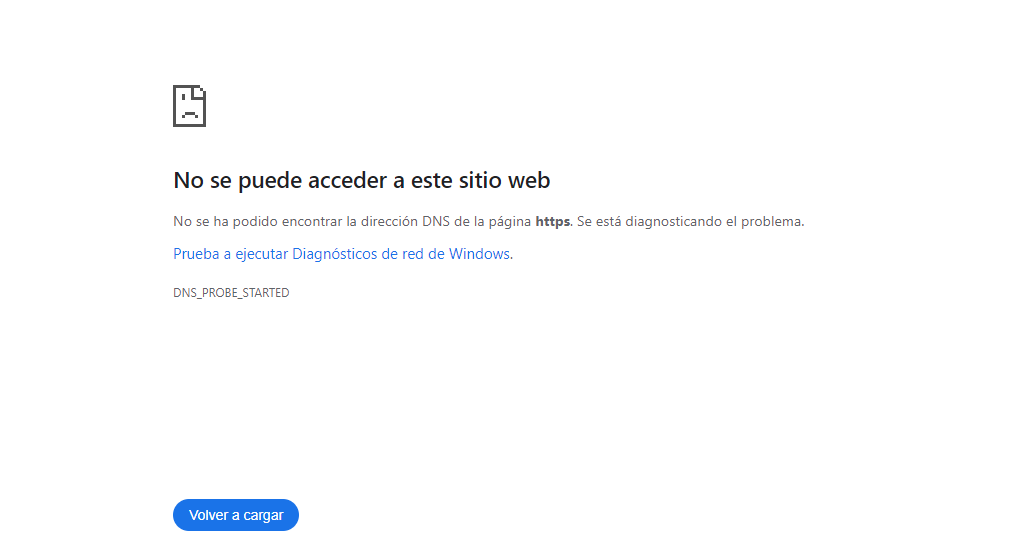 No se puede acceder a este sitio web
No se ha podido encontrar la dirección DNS de la página https. Se está diagnosticando el problema.
Prueba a ejecutar Diagnósticos de red de Windows.
DNS_PROBE_STARTED
Volver a cargar